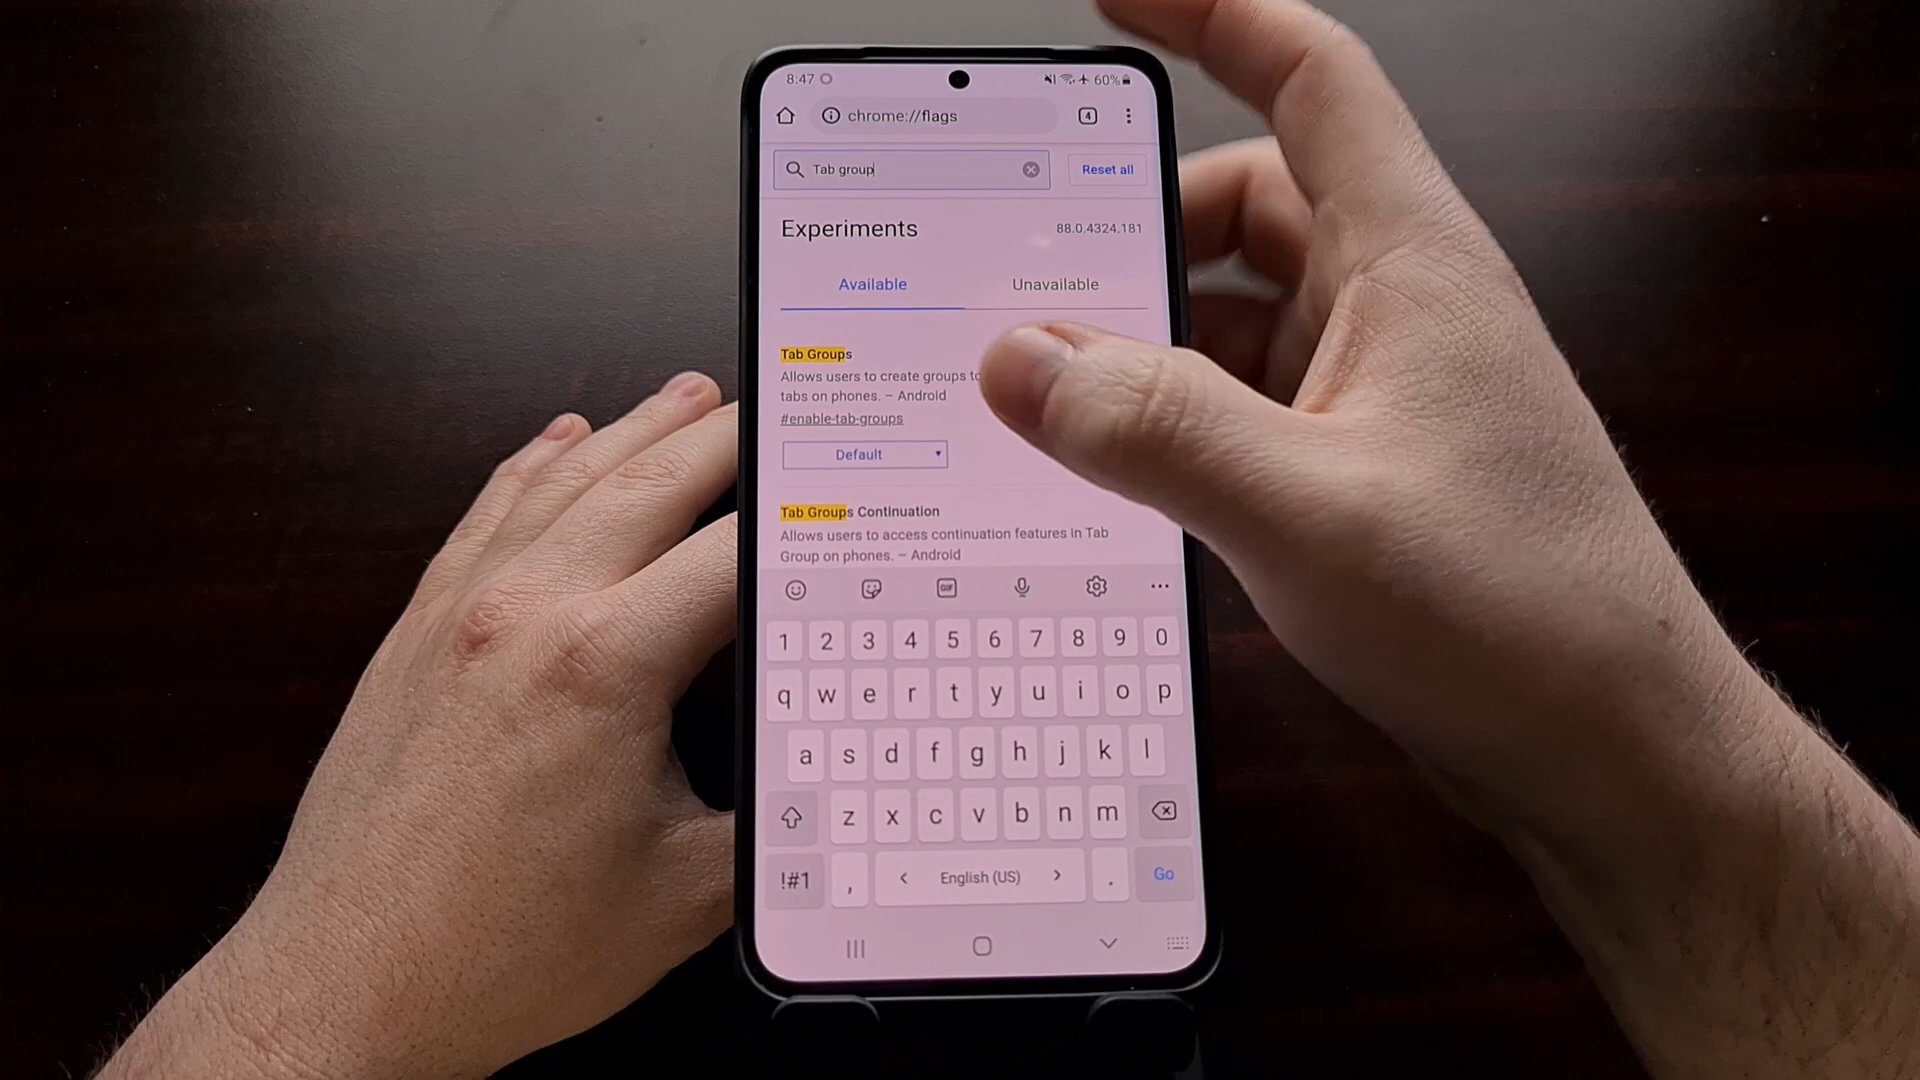 8:47 60%
chrome://flags 4
Tab group Reset all
Experiments 88.0.4324.181
Available Unavailable
Tab Groups
Allows users to create groups to
tabs on phones. – Android
#enable-tab-groups
Default
Tab Groups Continuation
Allows users to access continuation features in Tab
Group on phones. – Android
GIF
1 2 3 4 5 6 7 8 9 0
q w e r t y u i o p
a s d f g h j k l
z x c v b n m
!#1 , < English (US) > . Go